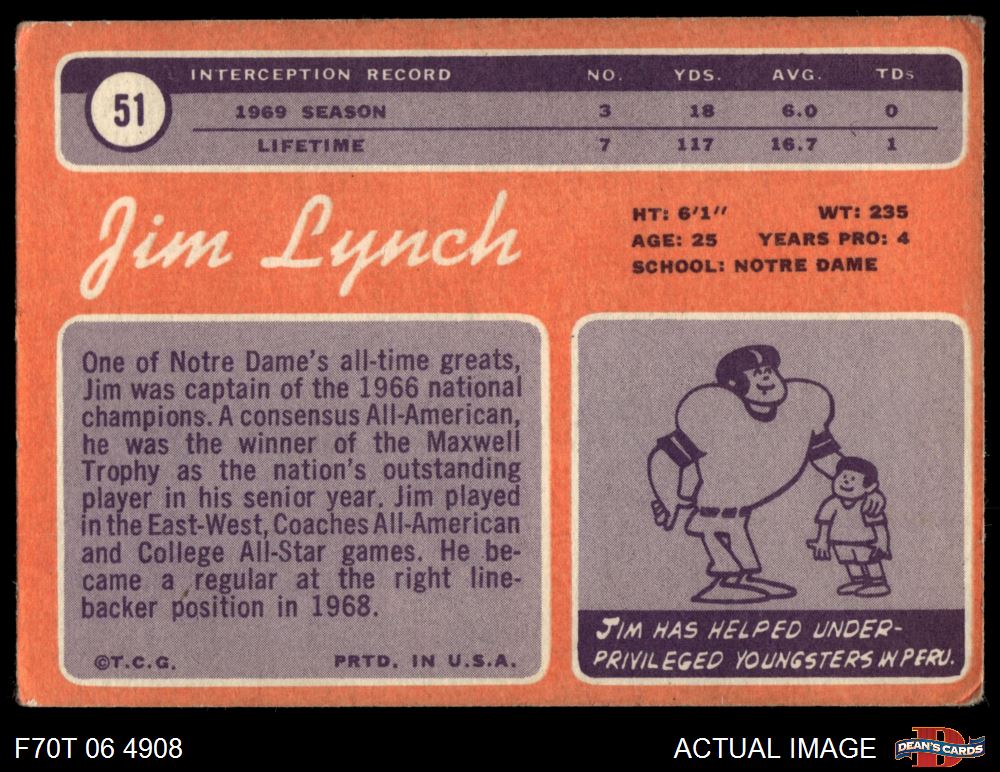 51
INTERCEPTION RECORD NO. YDS. AVG. TDs
1969 SEASON 3 18 6.0 0
LIFETIME 7 117 16.7 1
Jim Lynch
HT: 6'1" WT: 235
AGE: 25 YEARS PRO: 4
SCHOOL: NOTRE DAME
One of Notre Dame's all-time greats,
Jim was captain of the 1966 national
champions. A consensus All-American,
he was the winner of the Maxwell
Trophy as the nation's outstanding
player in his senior year. Jim played
in the East-West, Coaches All-American
and College All-Star games. He be-
came a regular at the right line-
backer position in 1968.
©T.C.G. PRTD. IN U.S.A.
JIM HAS HELPED UNDER-
PRIVILEGED YOUNGSTERS IN PERU.
F70T 06 4908
ACTUAL IMAGE
D
DEAN'S CARDS